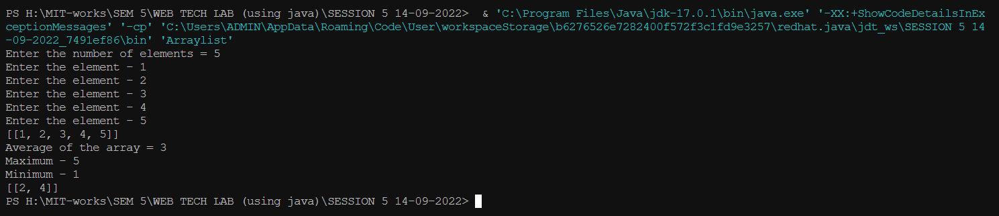 PS H:\MIT-works\SEM 5\WEB TECH LAB (using java)\SESSION 5 14-09-2022>  & 'C:\Program Files\Java\jdk-17.0.1\bin\java.exe' '-XX:+ShowCodeDetailsInEx
ceptionMessages' '-cp' 'C:\Users\ADMIN\AppData\Roaming\Code\User\workspaceStorage\b6276526e7282400f572f3c1fd9e3257\redhat.java\jdt_ws\SESSION 5 14
-09-2022_7491ef86\bin' 'Arraylist'
Enter the number of elements = 5
Enter the element - 1
Enter the element - 2
Enter the element - 3
Enter the element - 4
Enter the element - 5
[[1, 2, 3, 4, 5]]
Average of the array = 3
Maximum - 5
Minimum - 1
[[2, 4]]
PS H:\MIT-works\SEM 5\WEB TECH LAB (using java)\SESSION 5 14-09-2022>